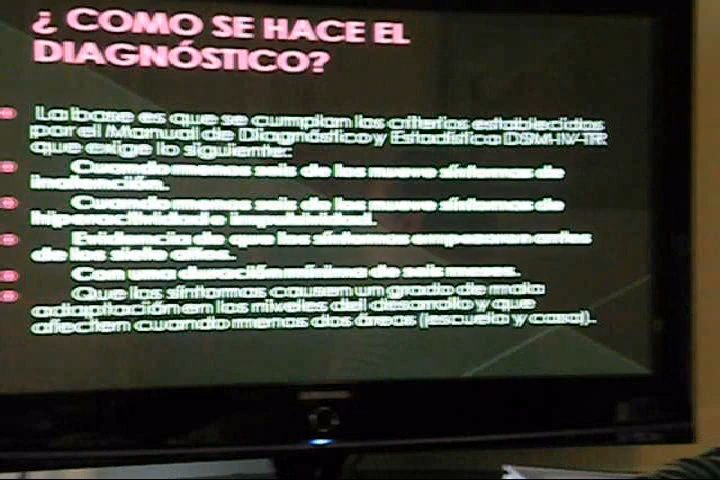 ¿ COMO SE HACE EL
DIAGNÓSTICO?
La base es que se cumplan los criterios establecidos
por el Manual de Diagnóstico y Estadística DSM-IV-TR
que exige lo siguiente:
Cuando menos seis de los nueve síntomas de
inatención.
Cuando menos seis de los nueve síntomas de
hiperactividad e impulsividad.
Evidencia de que los síntomas empezaron antes
de los siete años.
Con una duración mínima de seis meses.
Que los síntomas causen un grado de mala
adaptación en los niveles del desarrollo y que
afecten cuando menos dos áreas (escuela y casa).